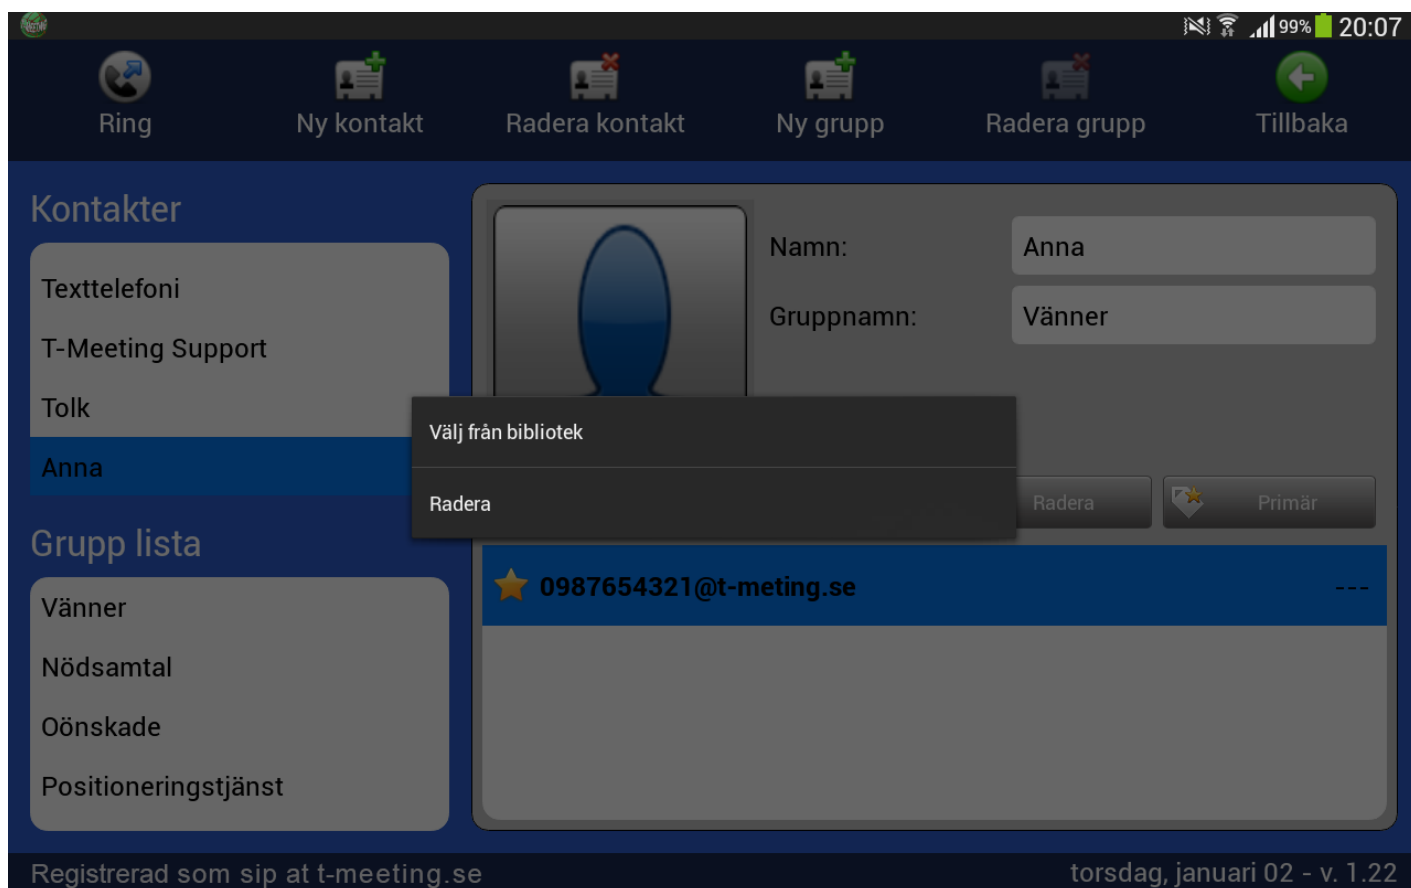 99% 20:07
Ring
Ny kontakt
Radera kontakt
Ny grupp
Radera grupp
Tillbaka
Kontakter
Texttelefoni
T-Meeting Support
Tolk
Anna
Grupp lista
Vänner
Nödsamtal
Oönskade
Positioneringstjänst
Namn: Anna
Gruppnamn: Vänner
Välj från bibliotek
Radera
Radera
Primär
0987654321@t-meting.se ---
Registrerad som sip at t-meeting.se
torsdag, januari 02 - v. 1.22